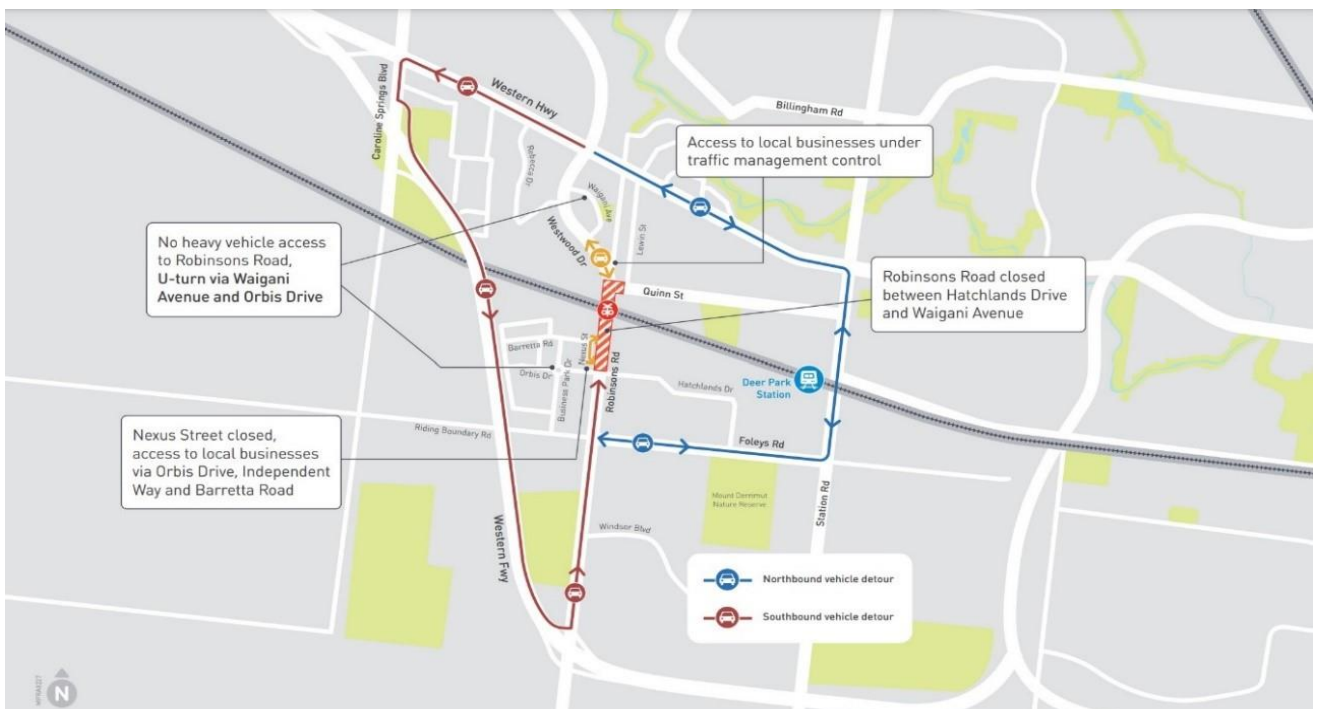 Western Hwy
Caroline Springs Blvd
Billingham Rd
Access to local businesses under
traffic management control
Rebecca Dr
Waigani Ave
Westwood Dr
Lewin St
No heavy vehicle access
to Robinsons Road,
U-turn via Waigani
Avenue and Orbis Drive
Robinsons Road closed
between Hatchlands Drive
and Waigani Avenue
Quinn St
Barretta Rd
Nexus St
Orbis Dr
Business Park Dr
Robinsons Rd
Hatchlands Dr
Deer Park
Station
Riding Boundary Rd
Foleys Rd
Nexus Street closed,
access to local businesses
via Orbis Drive, Independent
Way and Barretta Road
Mount Derrimut
Nature Reserve
Station Rd
Western Fwy
Windsor Blvd
Northbound vehicle detour
Southbound vehicle detour
N